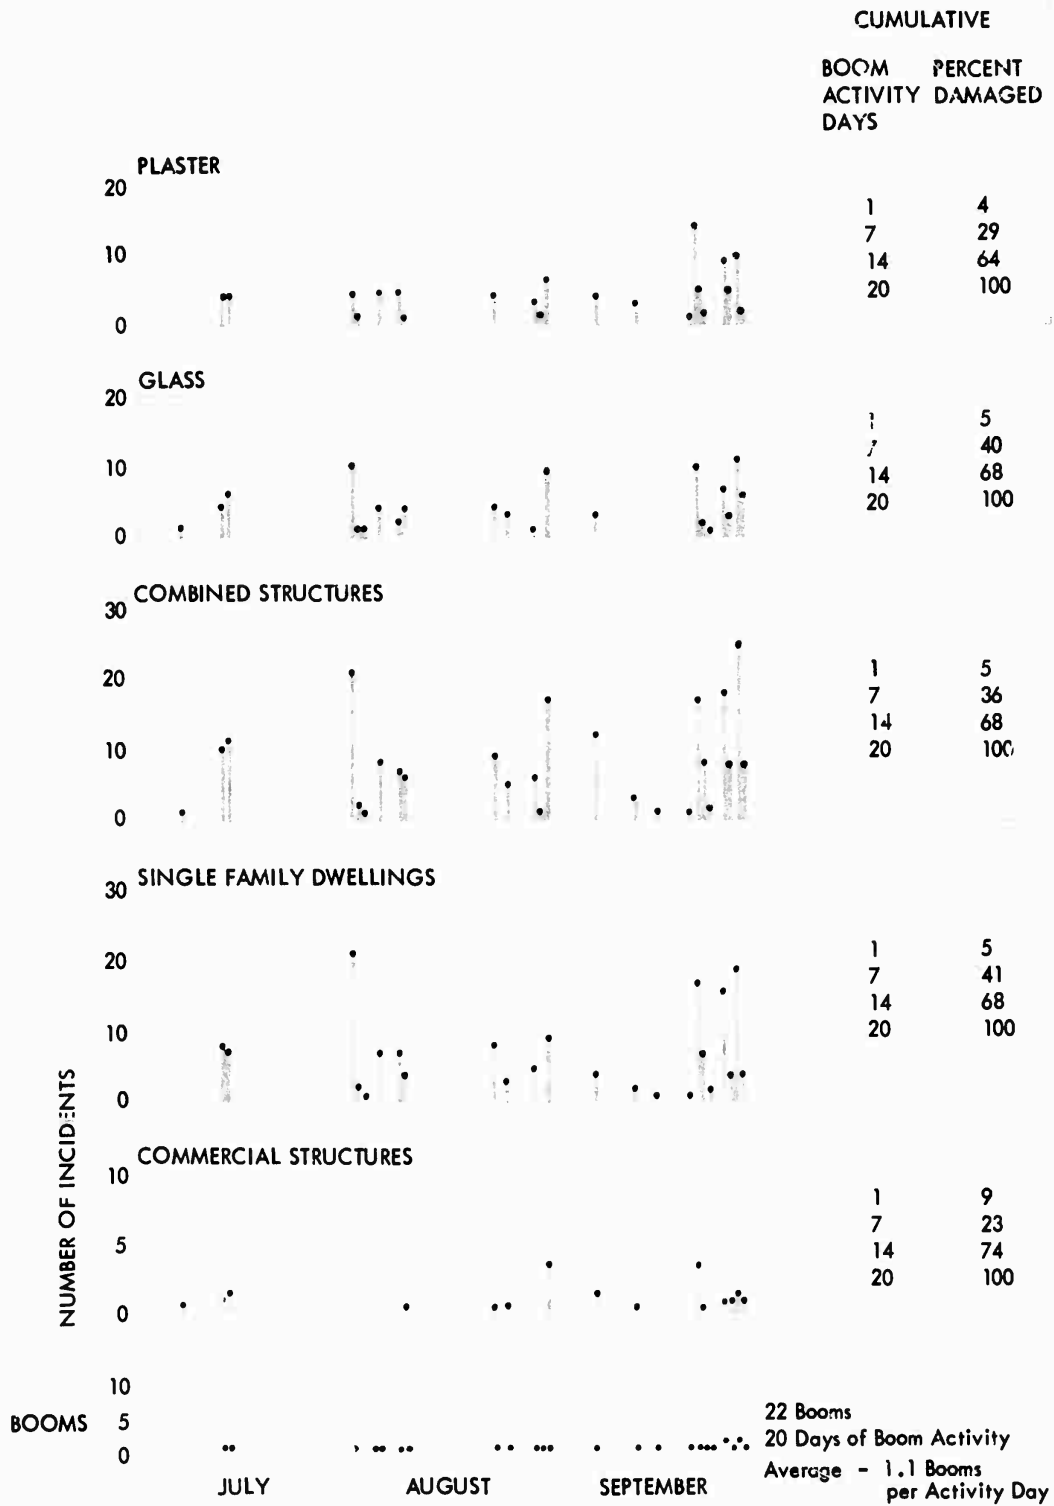 CUMULATIVE
BOOM ACTIVITY DAYS
PERCENT DAMAGED
PLASTER
20
10
0
1 4
7 29
14 64
20 100
GLASS
20
10
0
1 5
7 40
14 68
20 100
COMBINED STRUCTURES
30
20
10
0
1 5
7 36
14 68
20 100
SINGLE FAMILY DWELLINGS
30
20
10
0
1 5
7 41
14 68
20 100
NUMBER OF INCIDENTS
COMMERCIAL STRUCTURES
10
5
0
1 9
7 23
14 74
20 100
BOOMS
10
5
0
22 Booms
20 Days of Boom Activity
Average - 1.1 Booms
per Activity Day
JULY AUGUST SEPTEMBER